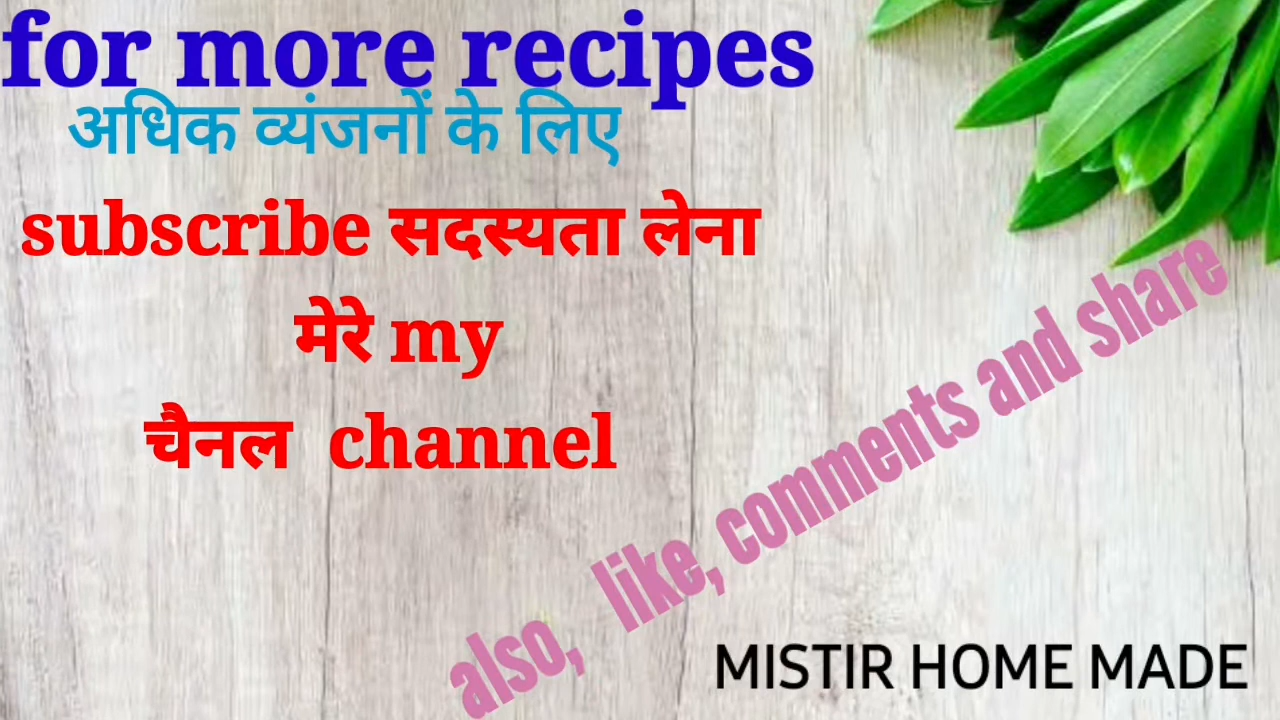 for more recipes
अधिक व्यंजनों के लिए
subscribe सदस्यता लेना
मेरे my
चैनल channel
also, like, comments and share
MISTIR HOME MADE